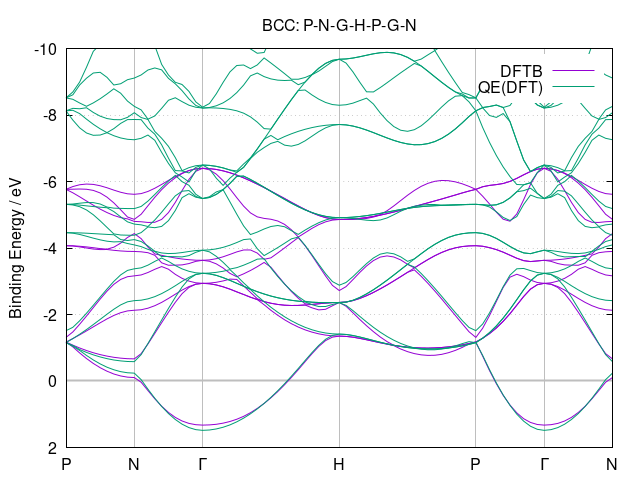 BCC: P-N-G-H-P-G-N
-10
DFTB
QE(DFT)
-8
-6
-4
-2
0
2
Binding Energy / eV
P N Γ H P Γ N